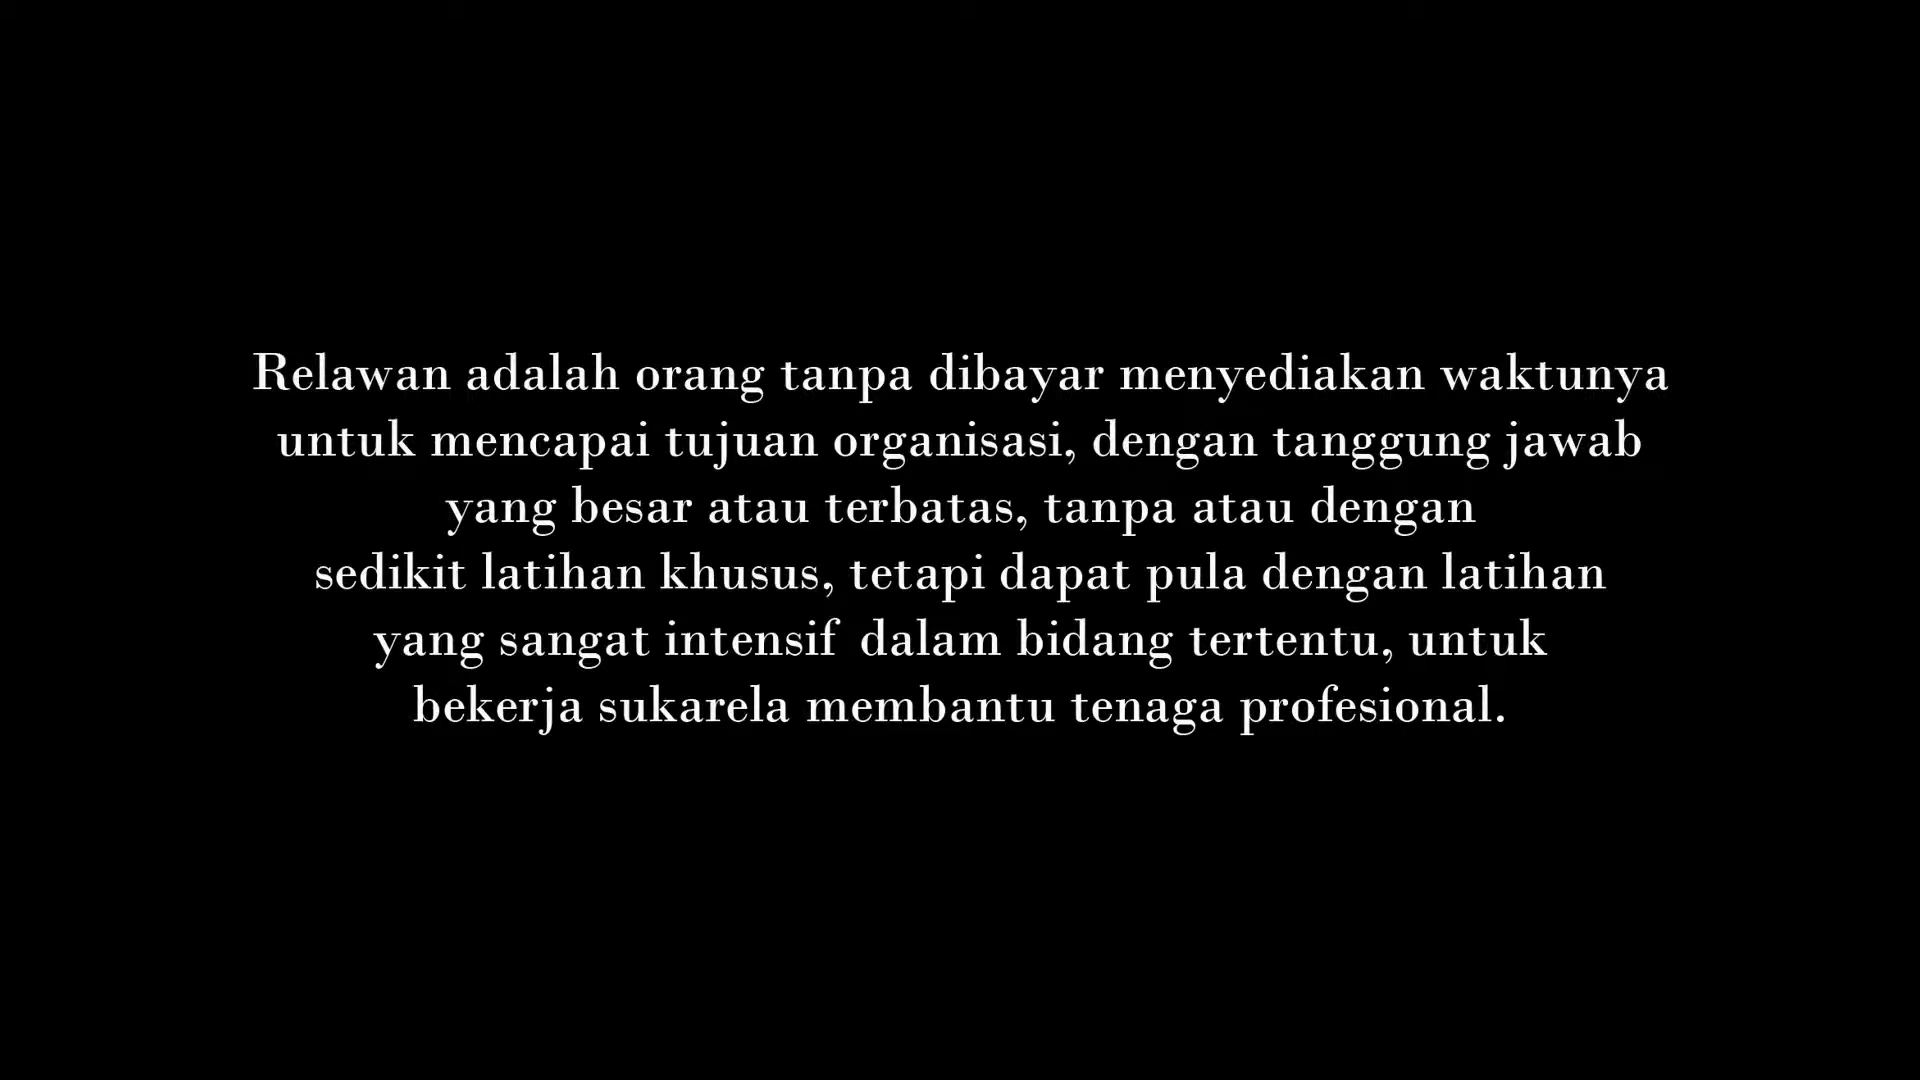 Relawan adalah orang tanpa dibayar menyediakan waktunya
untuk mencapai tujuan organisasi, dengan tanggung jawab
yang besar atau terbatas, tanpa atau dengan
sedikit latihan khusus, tetapi dapat pula dengan latihan
yang sangat intensif dalam bidang tertentu, untuk
bekerja sukarela membantu tenaga profesional.